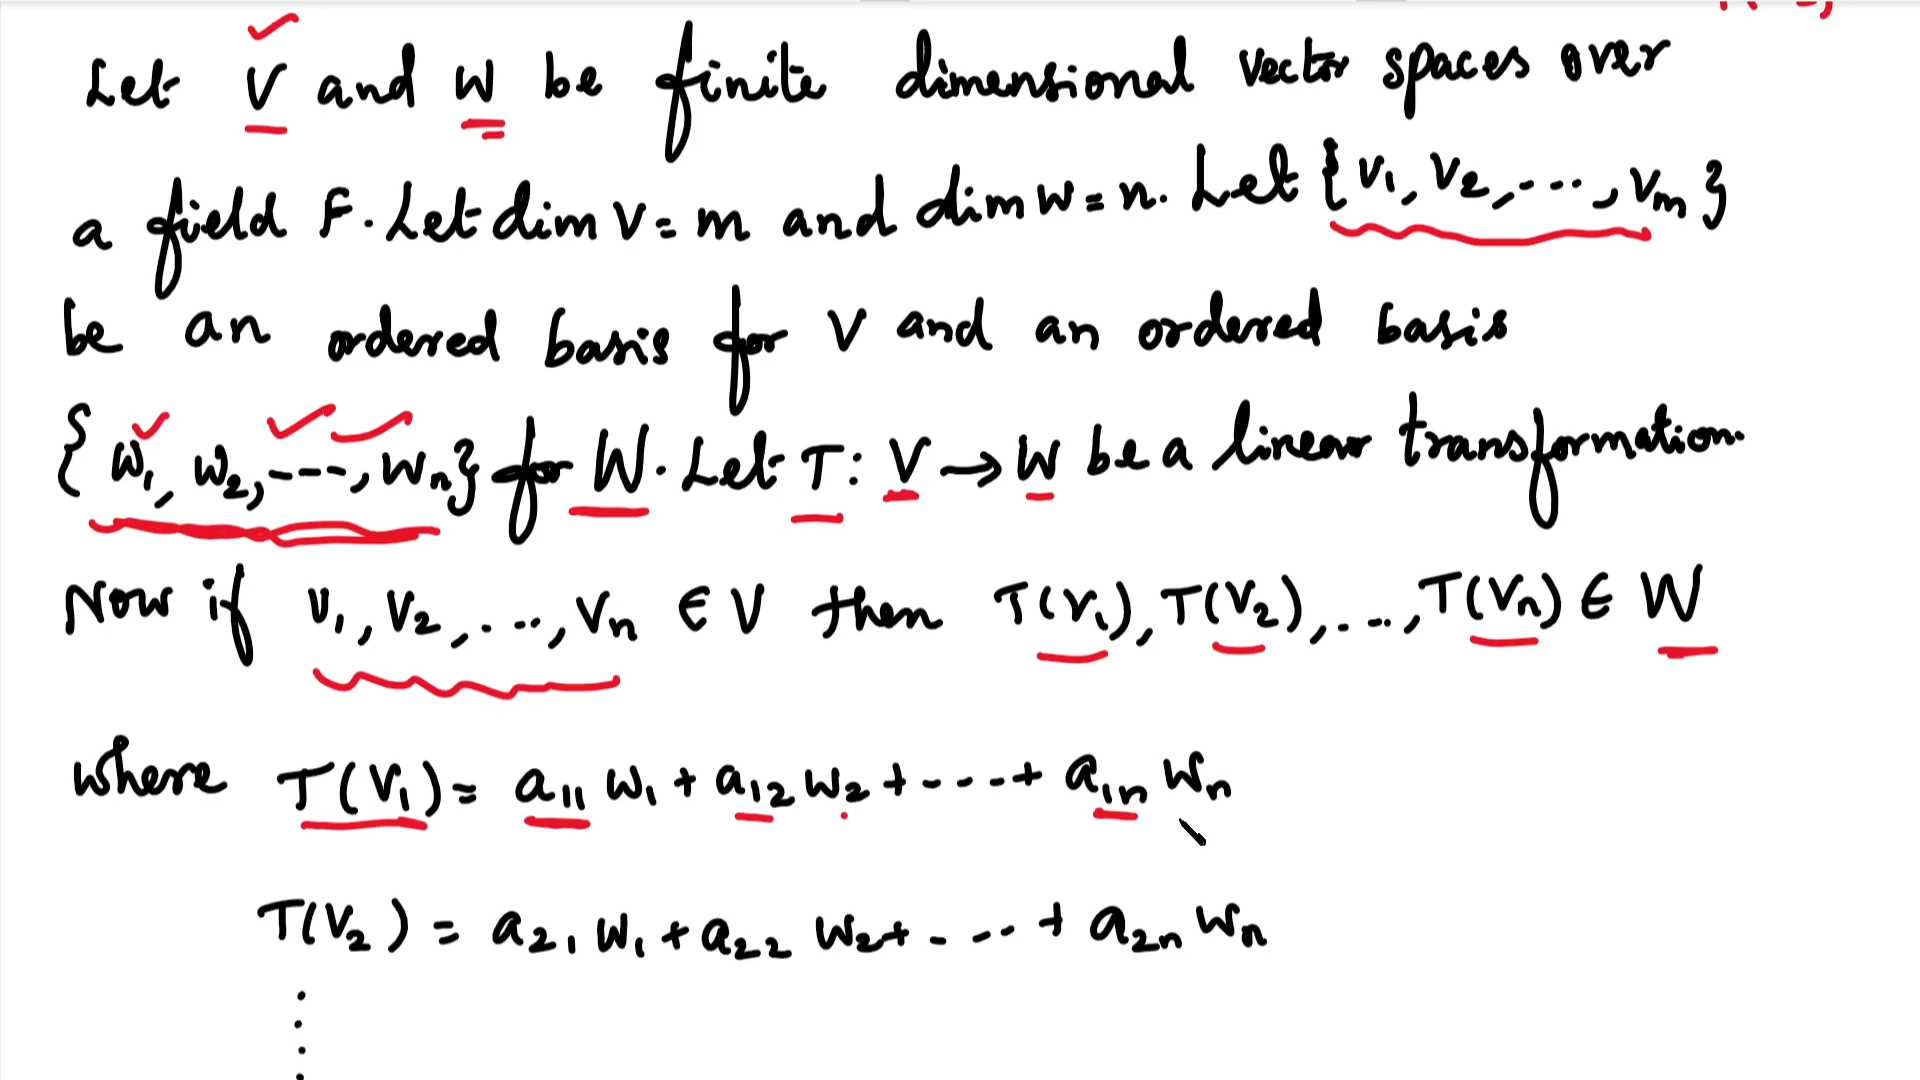 Let V and W be finite dimensional vector spaces over
a field F. Let dim V = m and dim W = n. Let {v₁, v₂, ..., vₘ}
be an ordered basis for V and an ordered basis
{w₁, w₂, ---, wₙ} for W. Let T: V → W be a linear transformation.
Now if v₁, v₂, ..., vₙ ∈ V then T(v₁), T(v₂), ..., T(vₙ) ∈ W
where T(v₁) = a₁₁ w₁ + a₁₂ w₂ + --- + a₁ₙ wₙ
T(v₂) = a₂₁ w₁ + a₂₂ w₂ + --- + a₂ₙ wₙ
⋮